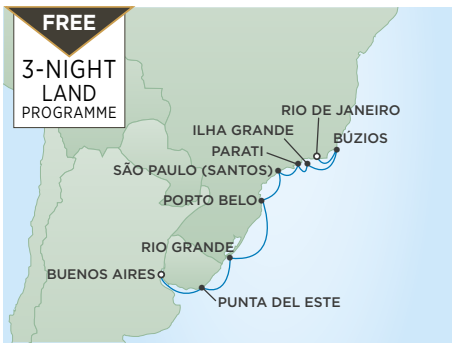 FREE
3-NIGHT
LAND
PROGRAMME
RIO DE JANEIRO
ILHA GRANDE
BÚZIOS
PARATI
SÃO PAULO (SANTOS)
PORTO BELO
RIO GRANDE
BUENOS AIRES
PUNTA DEL ESTE